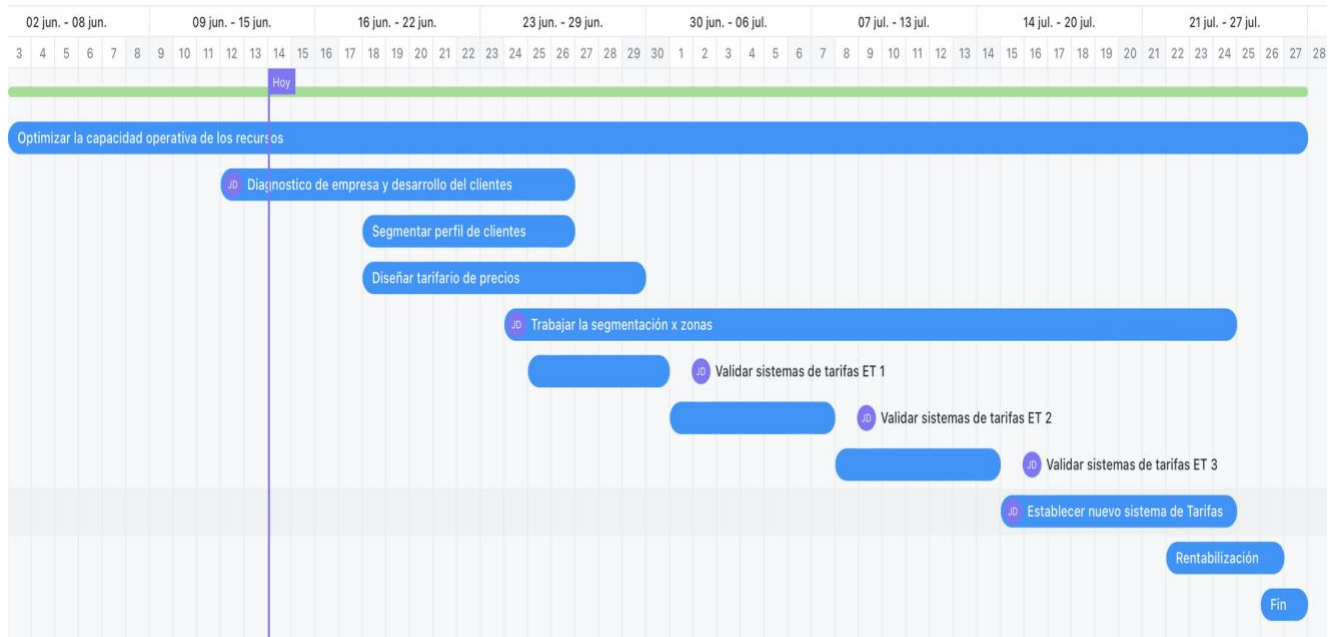 02 jun. - 08 jun. 09 jun. - 15 jun. 16 jun. - 22 jun. 23 jun. - 29 jun. 30 jun. - 06 jul. 07 jul. - 13 jul. 14 jul. - 20 jul. 21 jul. - 27 jul.
3 4 5 6 7 8 9 10 11 12 13 14 15 16 17 18 19 20 21 22 23 24 25 26 27 28 29 30 1 2 3 4 5 6 7 8 9 10 11 12 13 14 15 16 17 18 19 20 21 22 23 24 25 26 27 28
Hoy
Optimizar la capacidad operativa de los recursos
JD Diagnostico de empresa y desarrollo del clientes
Segmentar perfil de clientes
Diseñar tarifario de precios
JD Trabajar la segmentación x zonas
JD Validar sistemas de tarifas ET 1
JD Validar sistemas de tarifas ET 2
JD Validar sistemas de tarifas ET 3
JD Establecer nuevo sistema de Tarifas
Rentabilización
Fin